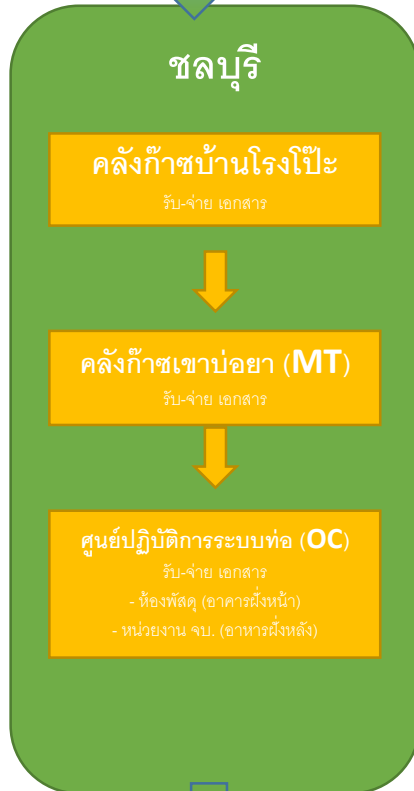 ชลบุรี
คลังก๊าซบ้านโรงโป๊ะ
รับ-จ่าย เอกสาร
คลังก๊าซเขาบ่อยา (MT)
รับ-จ่าย เอกสาร
ศูนย์ปฏิบัติการระบบท่อ (OC)
รับ-จ่าย เอกสาร
- ห้องพัสดุ (อาคารฝั่งหน้า)
- หน่วยงาน จบ. (อาหารฝั่งหลัง)